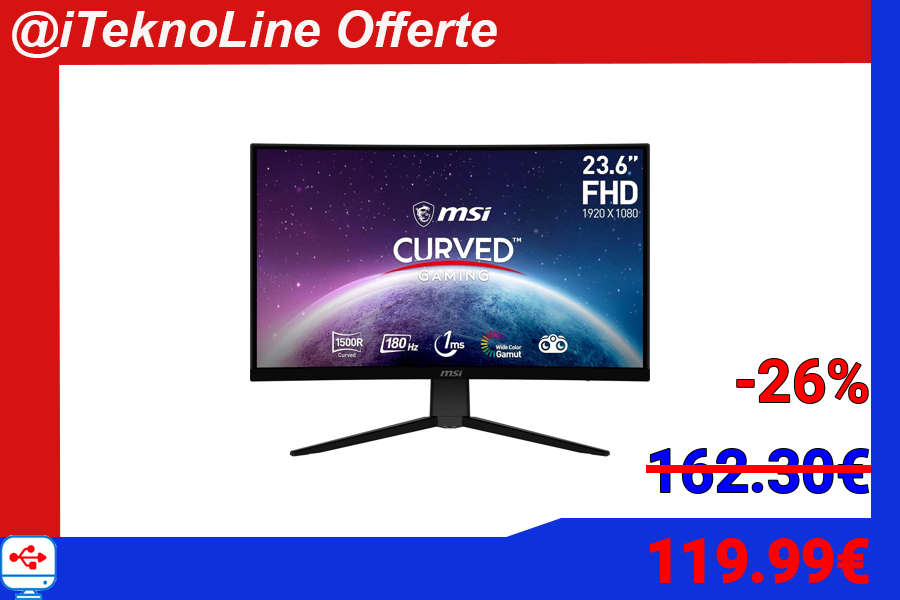 @iTeknoLine Offerte
23.6”
FHD
1920 X 1080
msi
CURVED™
GAMING
1500R
Curved
180Hz
1ms
Wide Color
Gamut
msi
-26%
162.30€
119.99€